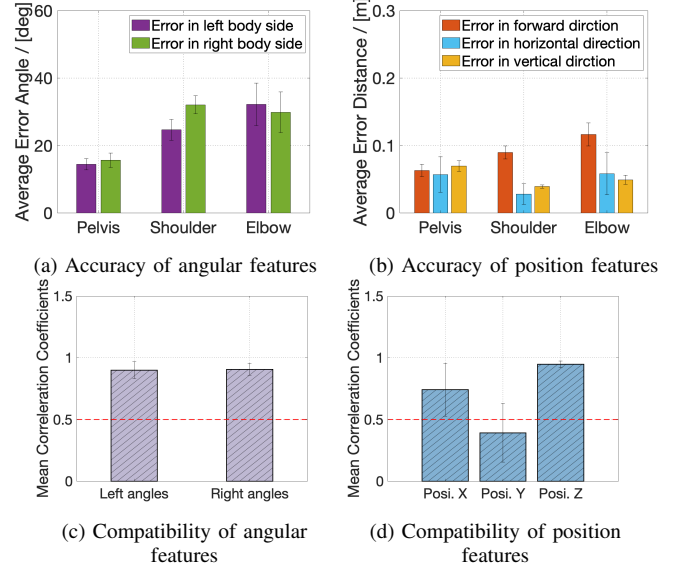 Average Error Angle / [deg]
60
40
20
0
Error in left body side
Error in right body side
Pelvis Shoulder Elbow
(a) Accuracy of angular features
Average Error Distance / [m]
0.3
0.2
0.1
0
Error in forward dirction
Error in horizontal direction
Error in vertical dirction
Pelvis Shoulder Elbow
(b) Accuracy of position features
Mean Correleration Coefficients
1.5
1
0.5
0
Left angles Right angles
(c) Compatibility of angular
features
Mean Correleration Coefficients
1.5
1
0.5
0
Posi. X Posi. Y Posi. Z
(d) Compatibility of position
features